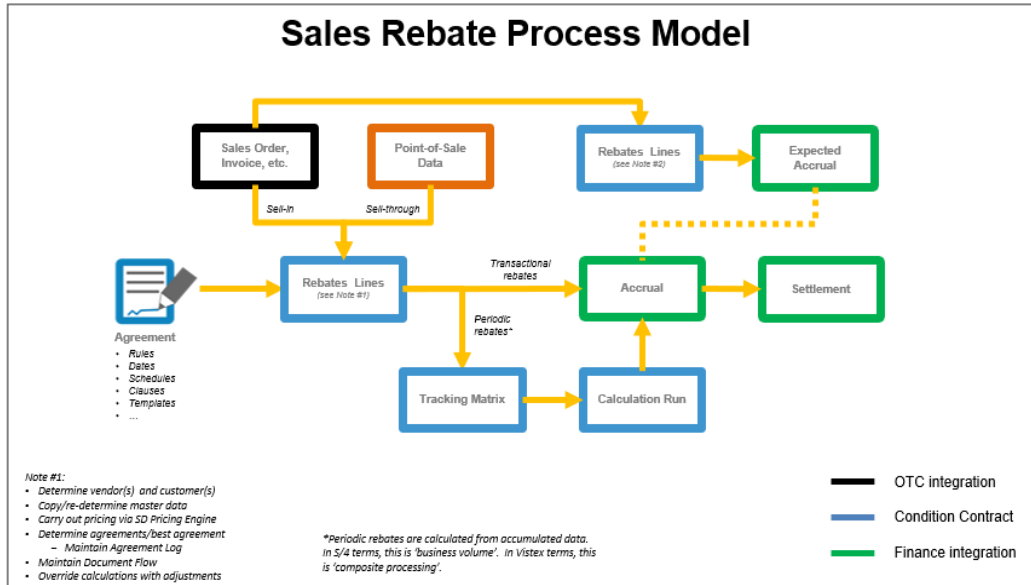 Sales Rebate Process Model
Sales Order,
Invoice, etc.
Point-of-Sale
Data
Rebates Lines
(see Note #2)
Expected
Accrual
Sell-in
Sell-through
Rebates Lines
(see Note #1)
Transactional
rebates
Accrual
Settlement
Periodic
rebates*
Agreement
• Rules
• Dates
• Schedules
• Clauses
• Templates
• ...
Tracking Matrix
Calculation Run
Note #1:
• Determine vendor(s) and customer(s)
• Copy/re-determine master data
• Carry out pricing via SD Pricing Engine
• Determine agreements/best agreement
– Maintain Agreement Log
• Maintain Document Flow
• Override calculations with adjustments
*Periodic rebates are calculated from accumulated data.
In S/4 terms, this is 'business volume'. In Vistex terms, this
is 'composite processing'.
OTC integration
Condition Contract
Finance integration